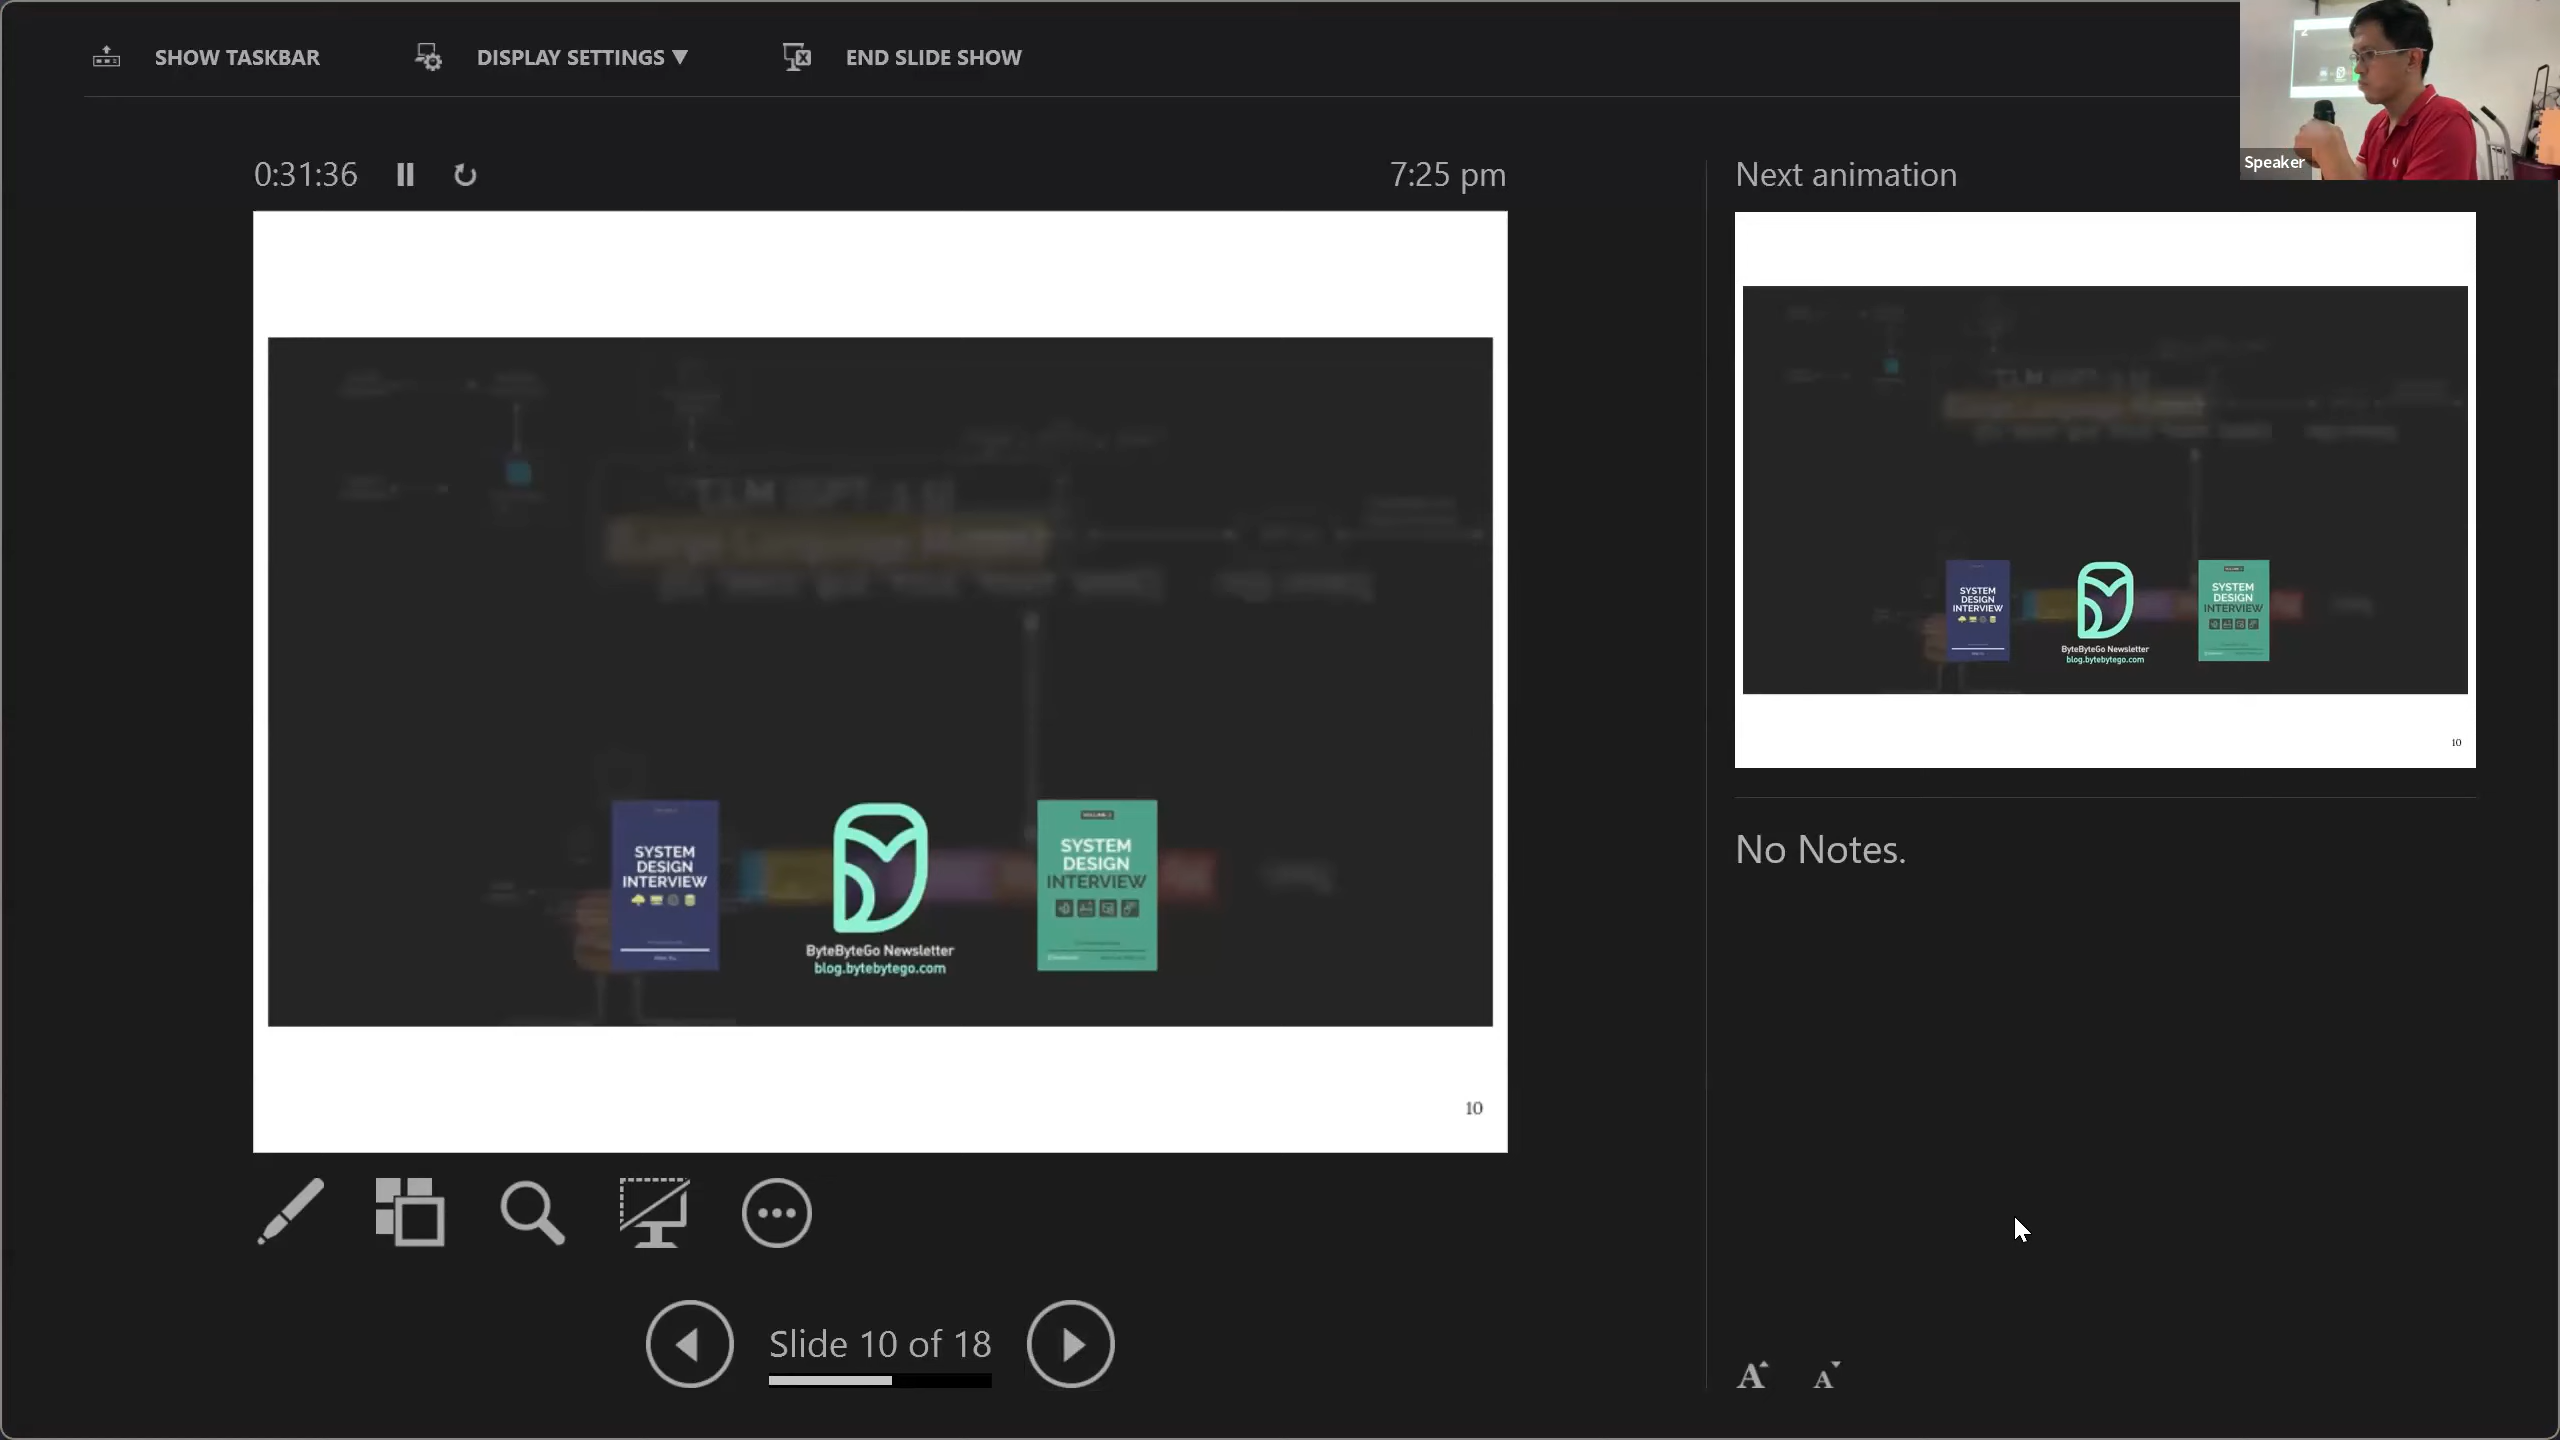 SHOW TASKBAR
DISPLAY SETTINGS ▼
END SLIDE SHOW
Speaker
0:31:36
7:25 pm
Next animation
SYSTEM
DESIGN
INTERVIEW
ByteByteGo Newsletter
blog.bytebytego.com
SYSTEM
DESIGN
INTERVIEW
10
SYSTEM
DESIGN
INTERVIEW
ByteByteGo Newsletter
blog.bytebytego.com
SYSTEM
DESIGN
INTERVIEW
10
No Notes.
Slide 10 of 18
A
A